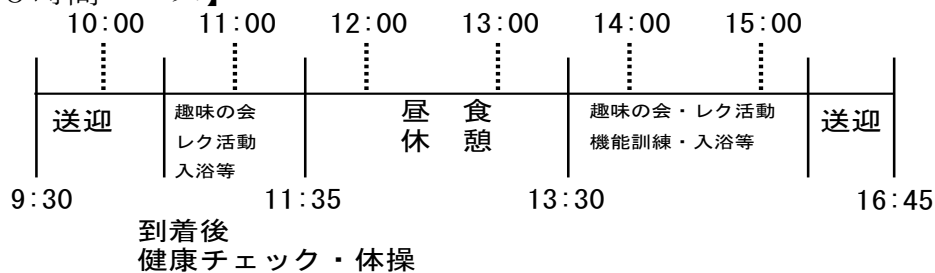 10:00 11:00 12:00 13:00 14:00 15:00
送迎
趣味の会
レク活動
入浴等
昼 食
休 憩
趣味の会・レク活動
機能訓練・入浴等
送迎
9:30 11:35 13:30 16:45
到着後
健康チェック・体操